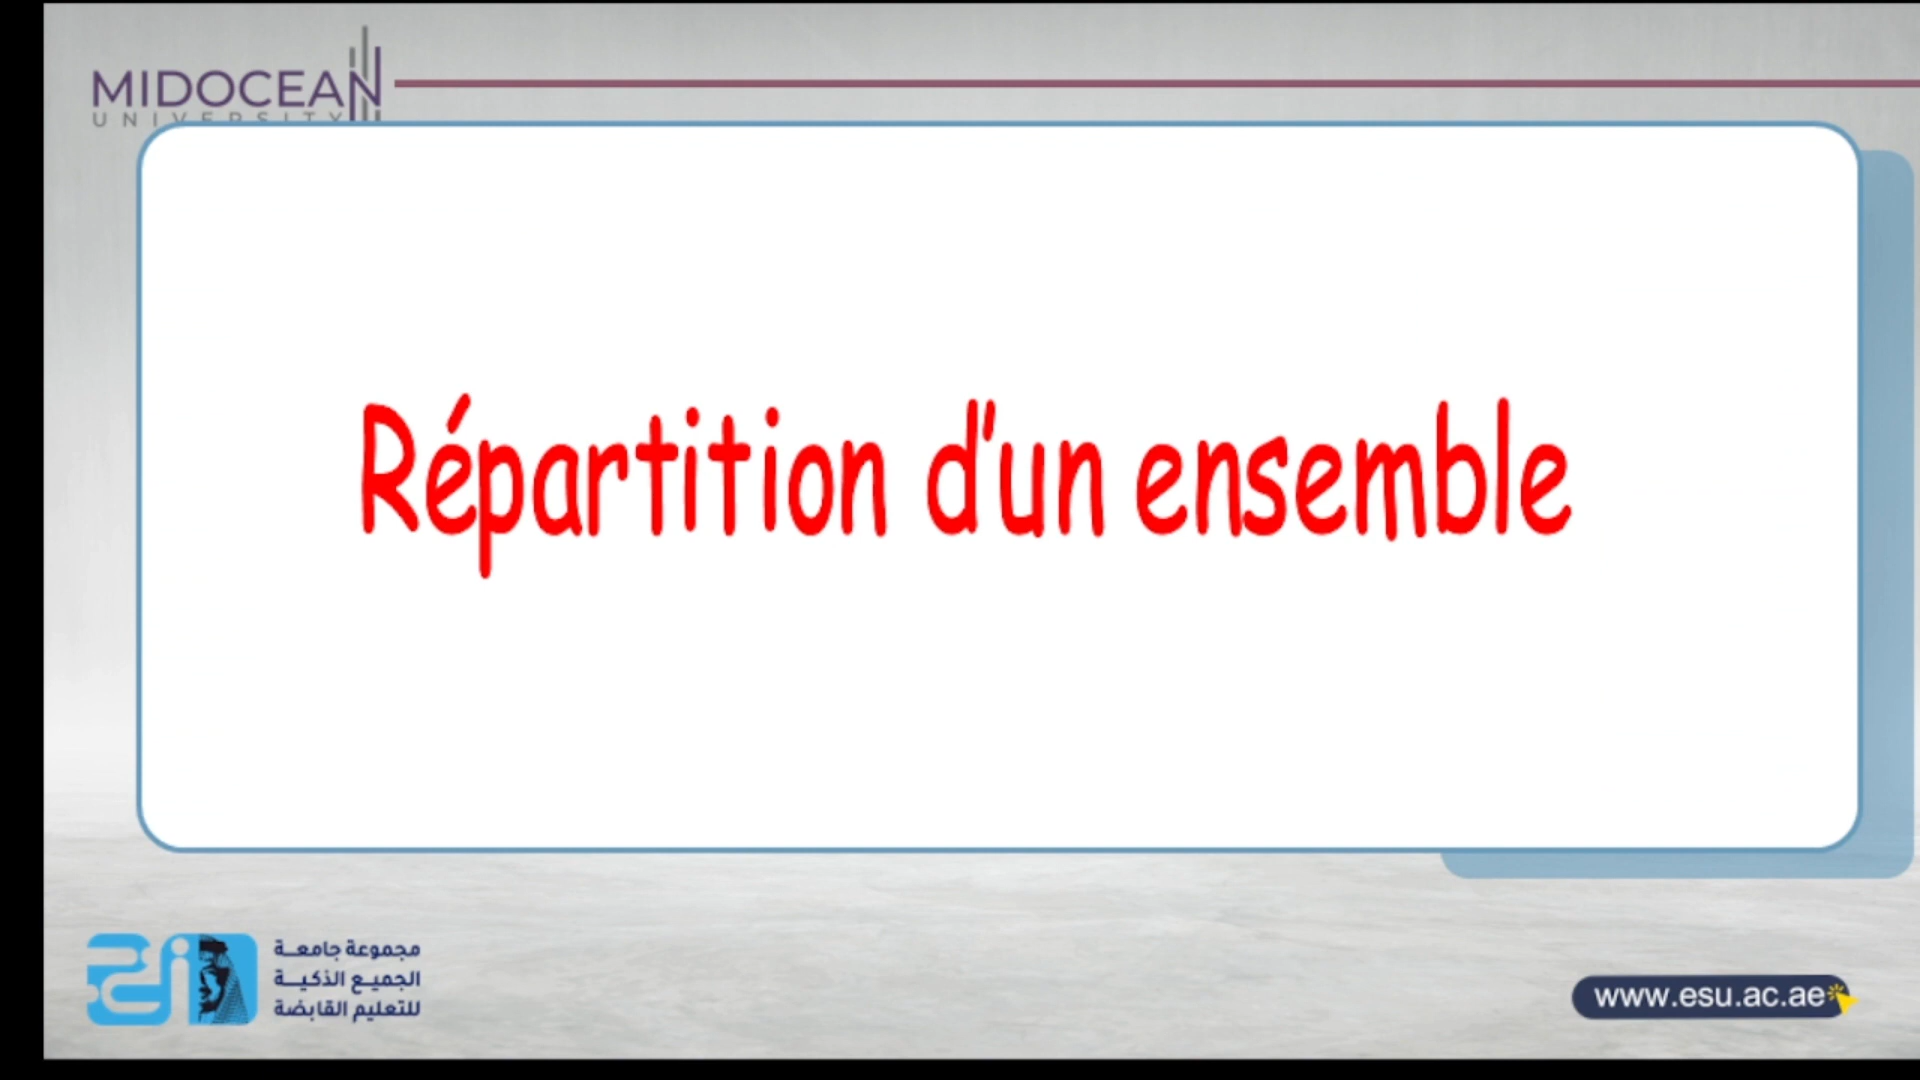 MIDOCEAN
UNIVERSITY
Répartition d'un ensemble
مجموعة جامعة
الجميع الذكية
للتعليم القابضة
www.esu.ac.ae